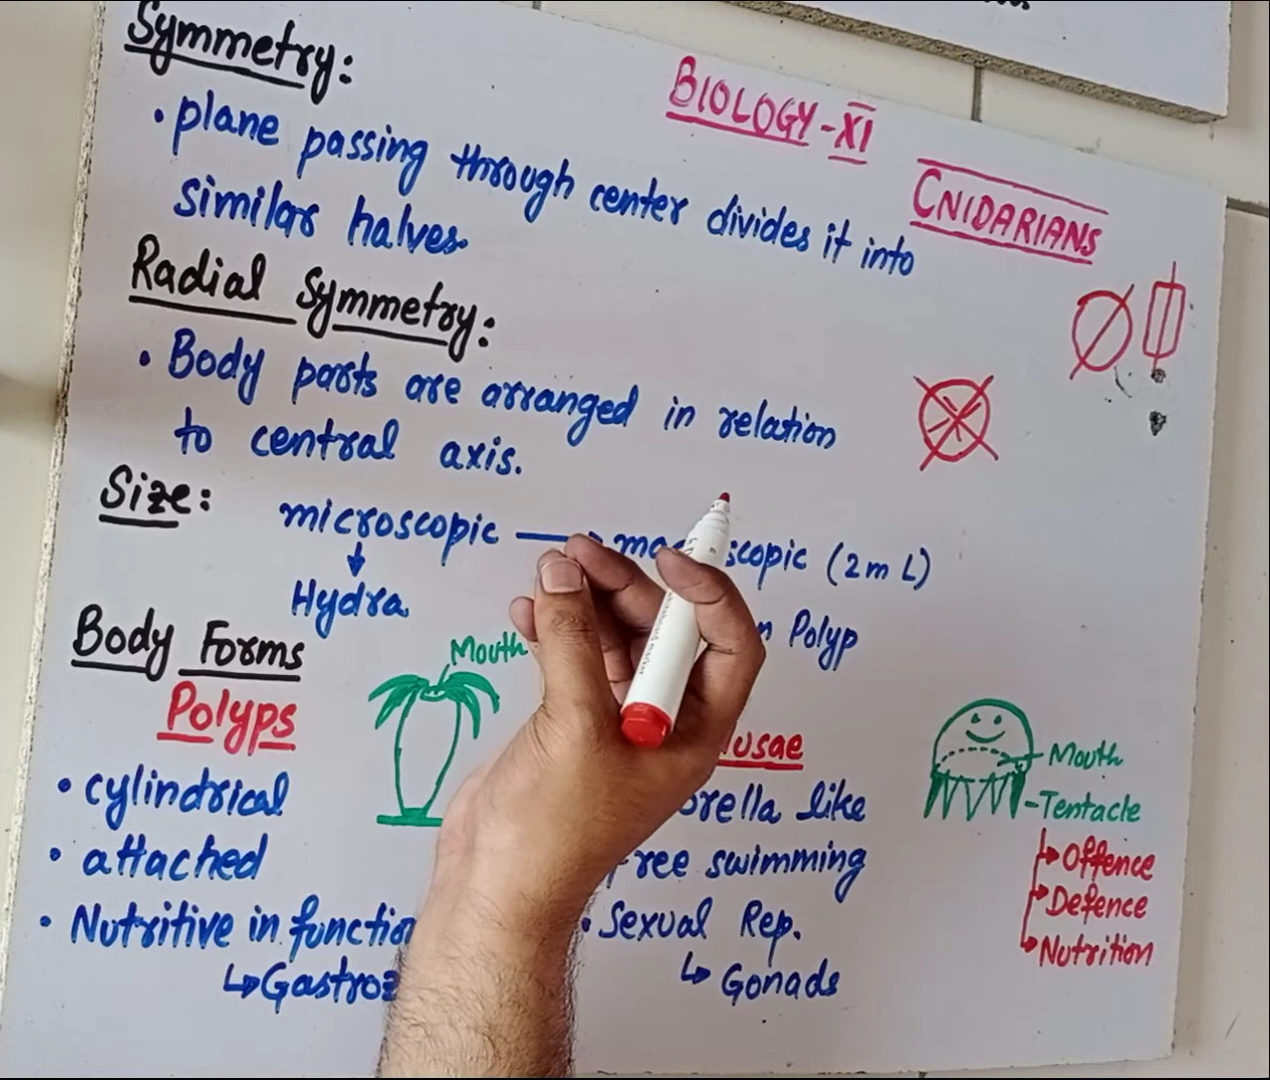 Symmetry:
BIOLOGY-XI
CNIDARIANS
• plane passing through center divides it into
similar halves.
Radial Symmetry:
• Body parts are arranged in relation
to central axis.
Size:
microscopic → scopic (2m L)
Hydra
Polyp
Body Forms
Mouth
Polyps
• cylindrical
• attached
• Nutritive in function
like
free swimming
• Sexual Rep.
↳ Gonads
Mouth
-Tentacle
Offence
Defence
Nutrition